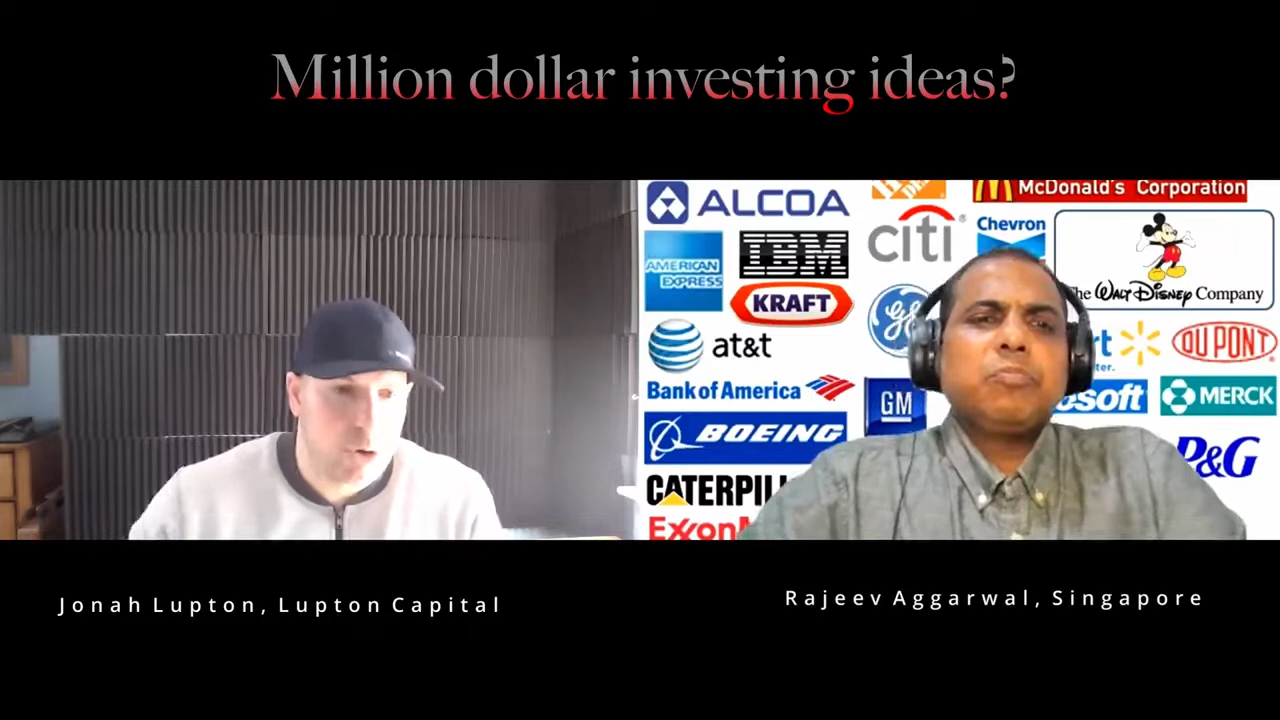 Million dollar investing ideas?
ALCOA
McDonald's Corporation
citi
Chevron
AMERICAN
EXPRESS
IBM
KRAFT
The WALT DISNEY Company
at&t
DU PONT
Bank of America
GM
MERCK
BOEING
P&G
Jonah Lupton, Lupton Capital
Rajeev Aggarwal, Singapore